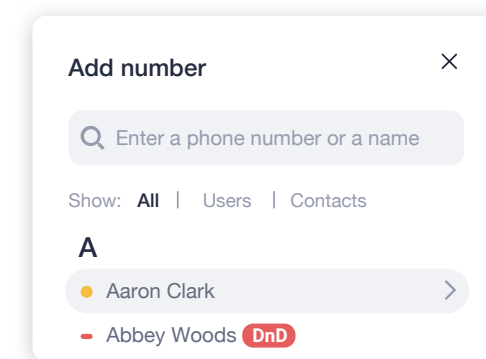 Add number
Enter a phone number or a name
Show: All | Users | Contacts
A
Aaron Clark
Abbey Woods DnD